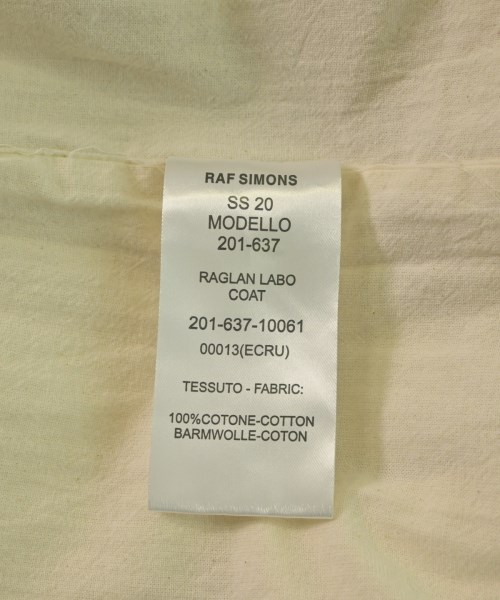 RAF SIMONS
SS 20
MODELLO
201-637
RAGLAN LABO
COAT
201-637-10061
00013(ECRU)
TESSUTO - FABRIC:
100%COTONE-COTTON
BARMWOLLE-COTON